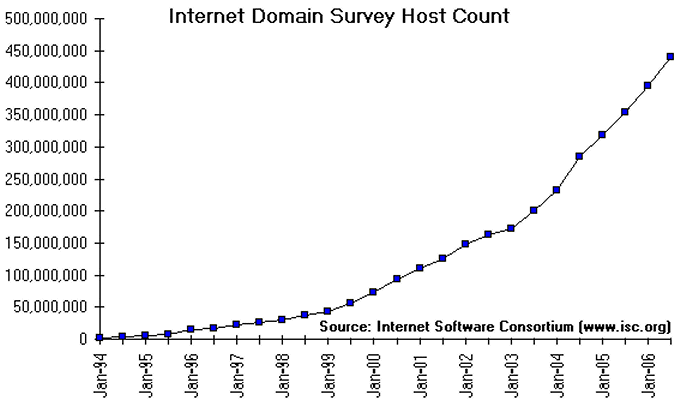 Internet Domain Survey Host Count
500,000,000
450,000,000
400,000,000
350,000,000
300,000,000
250,000,000
200,000,000
150,000,000
100,000,000
50,000,000
0
Source: Internet Software Consortium (www.isc.org)
Jan-94
Jan-95
Jan-96
Jan-97
Jan-98
Jan-99
Jan-00
Jan-01
Jan-02
Jan-03
Jan-04
Jan-05
Jan-06